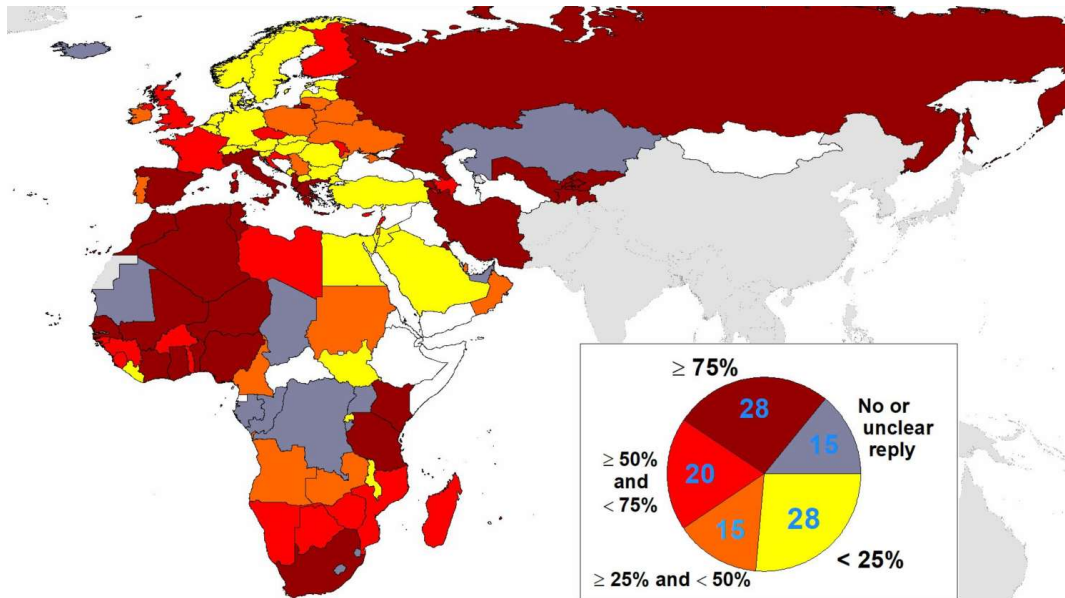 ≥ 75%
28
No or
unclear
reply
15
≥ 50%
and
< 75%
20
15
28
< 25%
≥ 25% and < 50%